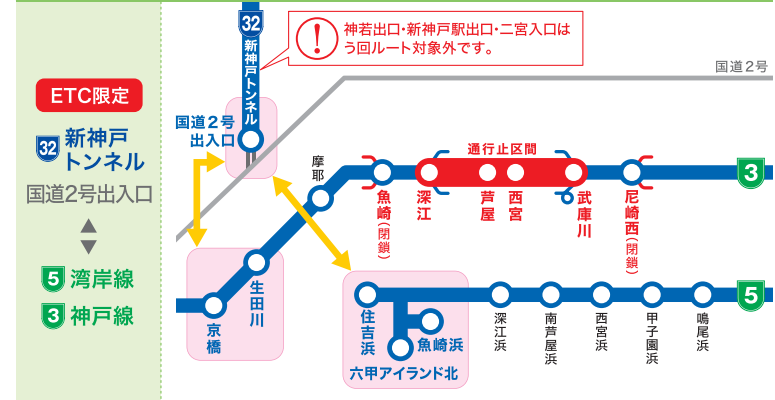 ETC限定
32
新神戸
トンネル
国道2号出入口
5 湾岸線
3 神戸線
32
新神戸トンネル
!
神若出口・新神戸駅出口・二宮入口は
う回ルート対象外です。
国道2号
国道2号
出入口
摩耶
生田川
京橋
魚崎(閉鎖)
深江
通行止区間
芦屋
西宮
武庫川
尼崎西(閉鎖)
3
住吉浜
魚崎浜
六甲アイランド北
深江浜
南芦屋浜
西宮浜
甲子園浜
鳴尾浜
5